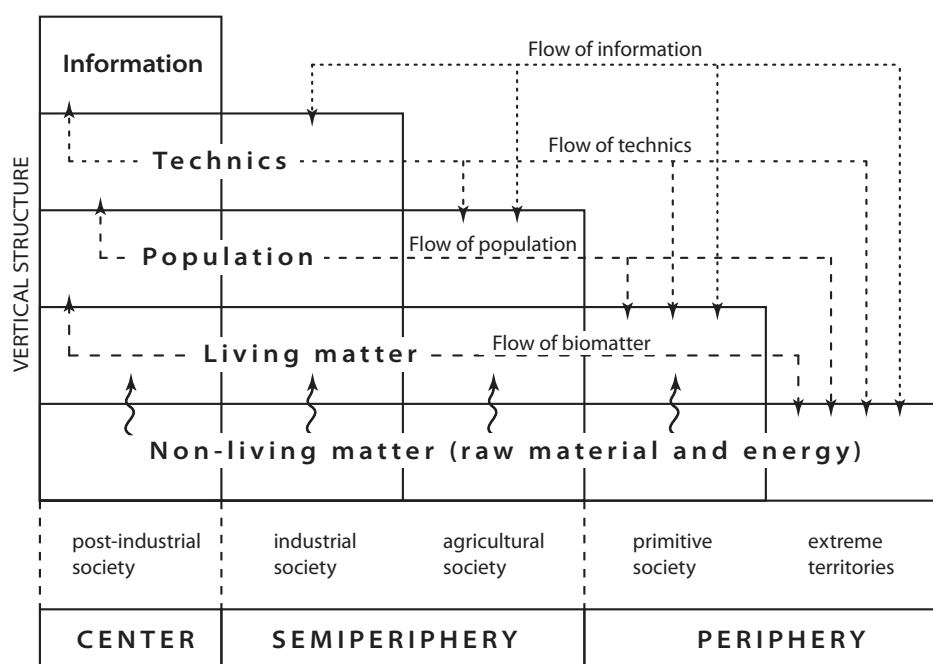 Information
Flow of information
Technics
Flow of technics
Population
Flow of population
Living matter
Flow of biomatter
Non-living matter (raw material and energy)
VERTICAL STRUCTURE
post-industrial
society
industrial
society
agricultural
society
primitive
society
extreme
territories
CENTER
SEMIPERIPHERY
PERIPHERY